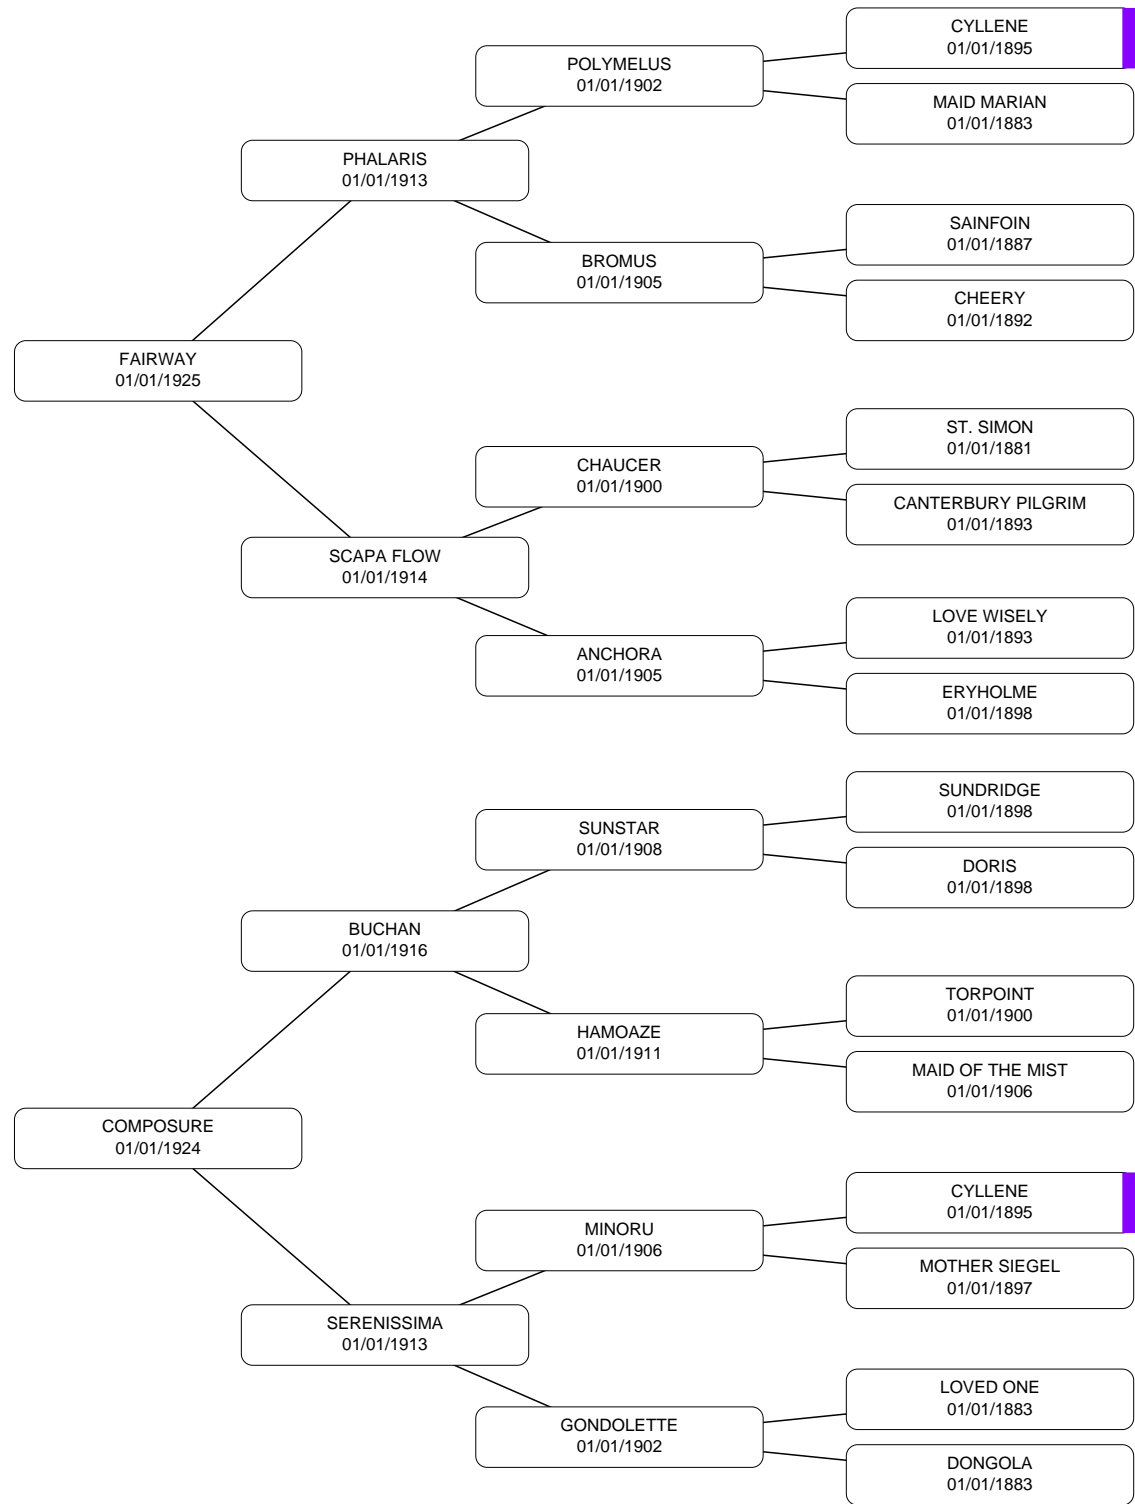 CYLLENE
01/01/1895
POLYMELUS
01/01/1902
MAID MARIAN
01/01/1883
PHALARIS
01/01/1913
SAINFOIN
01/01/1887
BROMUS
01/01/1905
CHEERY
01/01/1892
FAIRWAY
01/01/1925
ST. SIMON
01/01/1881
CHAUCER
01/01/1900
CANTERBURY PILGRIM
01/01/1893
SCAPA FLOW
01/01/1914
LOVE WISELY
01/01/1893
ANCHORA
01/01/1905
ERYHOLME
01/01/1898
SUNDRIDGE
01/01/1898
SUNSTAR
01/01/1908
DORIS
01/01/1898
BUCHAN
01/01/1916
TORPOINT
01/01/1900
HAMOAZE
01/01/1911
MAID OF THE MIST
01/01/1906
COMPOSURE
01/01/1924
CYLLENE
01/01/1895
MINORU
01/01/1906
MOTHER SIEGEL
01/01/1897
SERENISSIMA
01/01/1913
LOVED ONE
01/01/1883
GONDOLETTE
01/01/1902
DONGOLA
01/01/1883